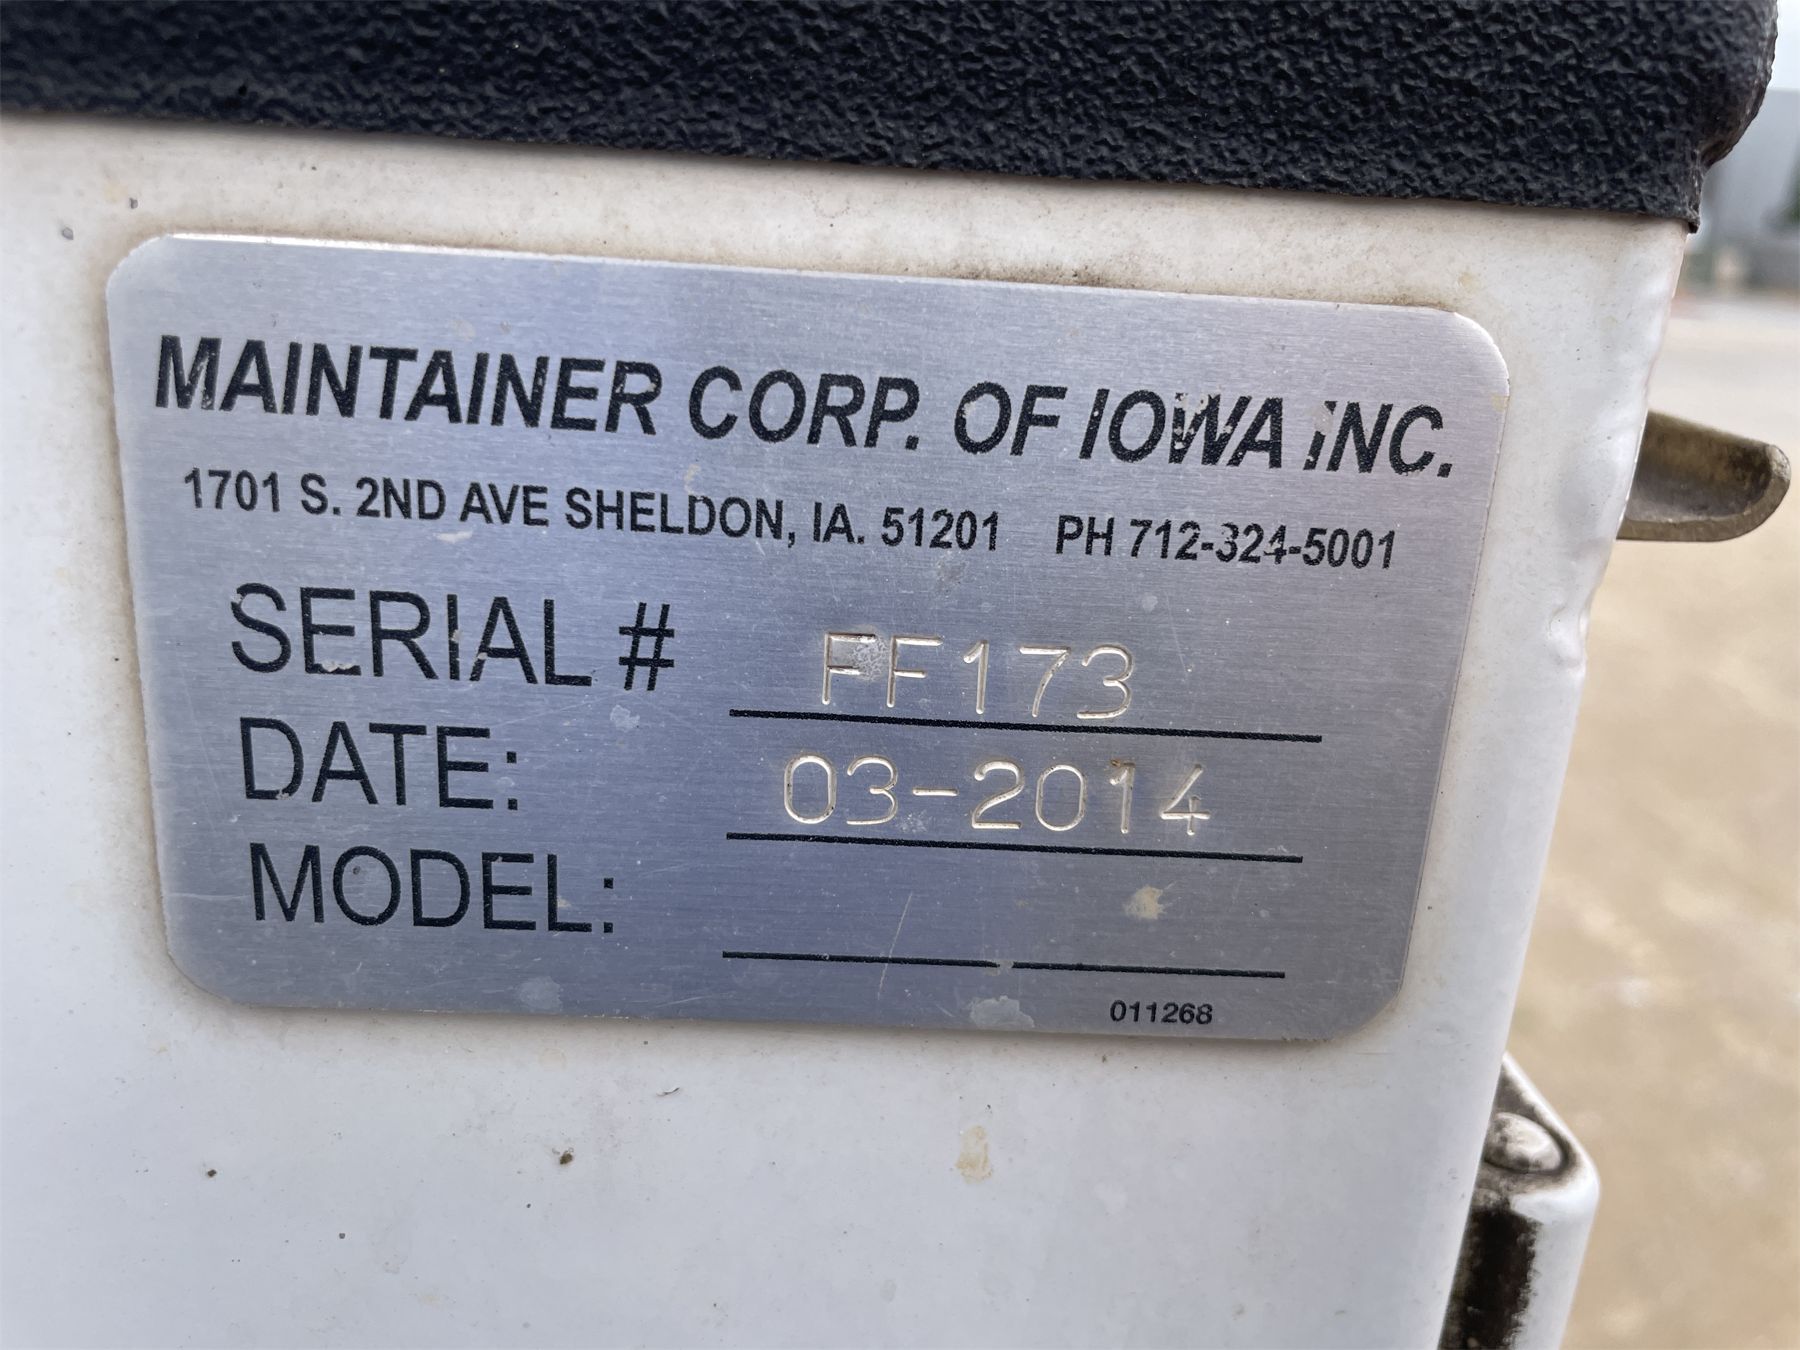 MAINTAINER CORP. OF IOWA INC.
1701 S. 2ND AVE SHELDON, IA. 51201 PH 712-324-5001
SERIAL # FF173
DATE: 03-2014
MODEL:
011268